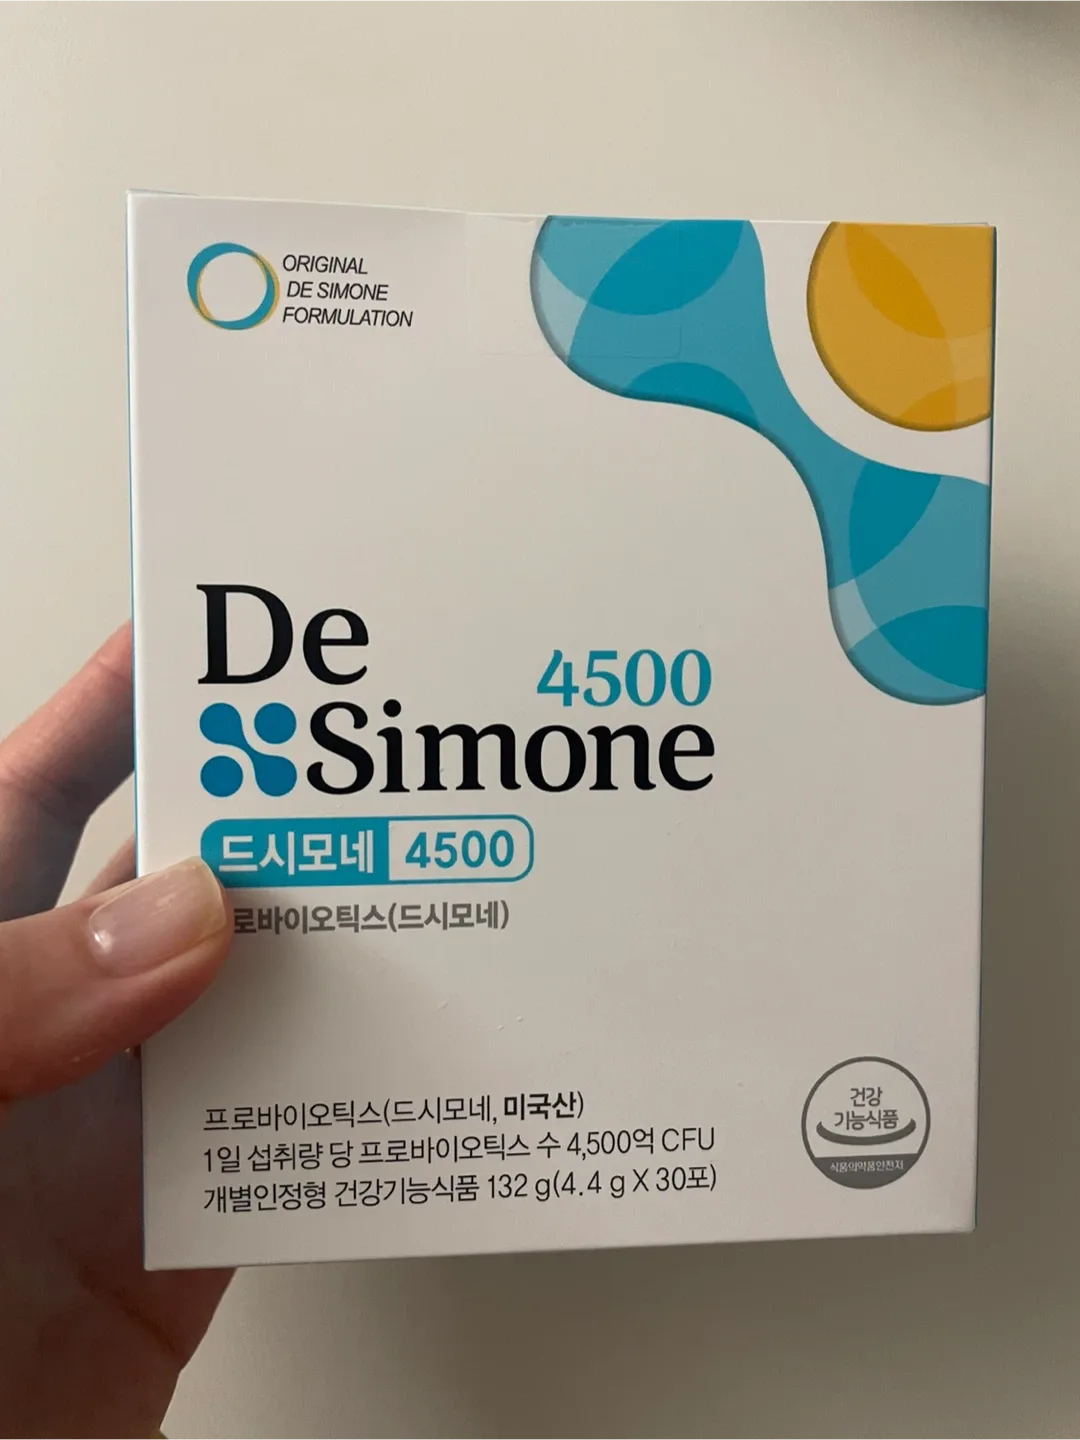 ORIGINAL
DE SIMONE
FORMULATION
De
4500
Simone
드시모네 4500
로바이오틱스(드시모네)
프로바이오틱스(드시모네, 미국산)
1일 섭취량 당 프로바이오틱스 수 4,500억 CFU
개별인정형 건강기능식품 132 g(4.4 g X 30포)
건강
기능식품
식품의약품안전처